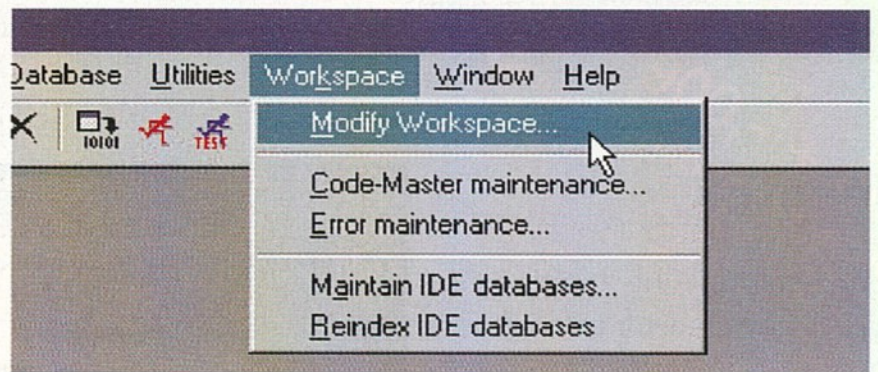 Database Utilities Workspace Window Help
10101 TEST
Modify Workspace...
Code-Master maintenance...
Error maintenance...
Maintain IDE databases...
Reindex IDE databases